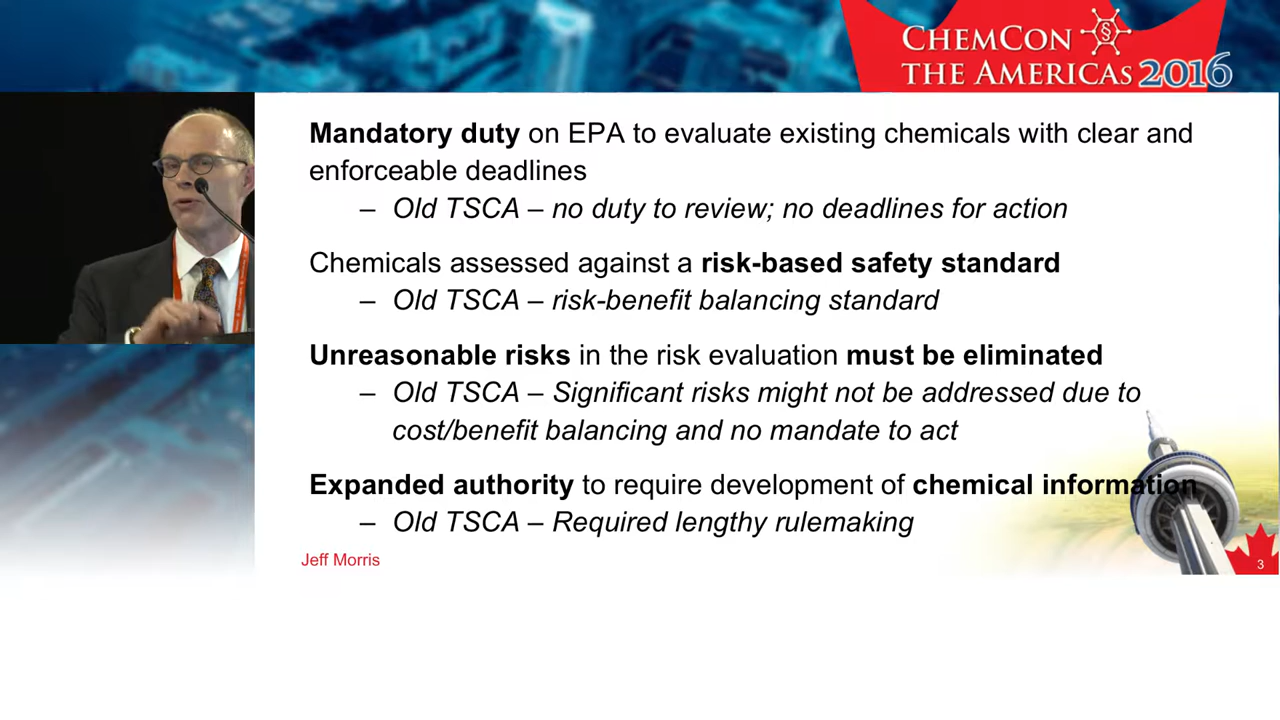 CHEMCON §
THE AMERICAS 2016
Mandatory duty on EPA to evaluate existing chemicals with clear and
enforceable deadlines
– Old TSCA – no duty to review; no deadlines for action
Chemicals assessed against a risk-based safety standard
– Old TSCA – risk-benefit balancing standard
Unreasonable risks in the risk evaluation must be eliminated
– Old TSCA – Significant risks might not be addressed due to
cost/benefit balancing and no mandate to act
Expanded authority to require development of chemical information
– Old TSCA – Required lengthy rulemaking
Jeff Morris
3